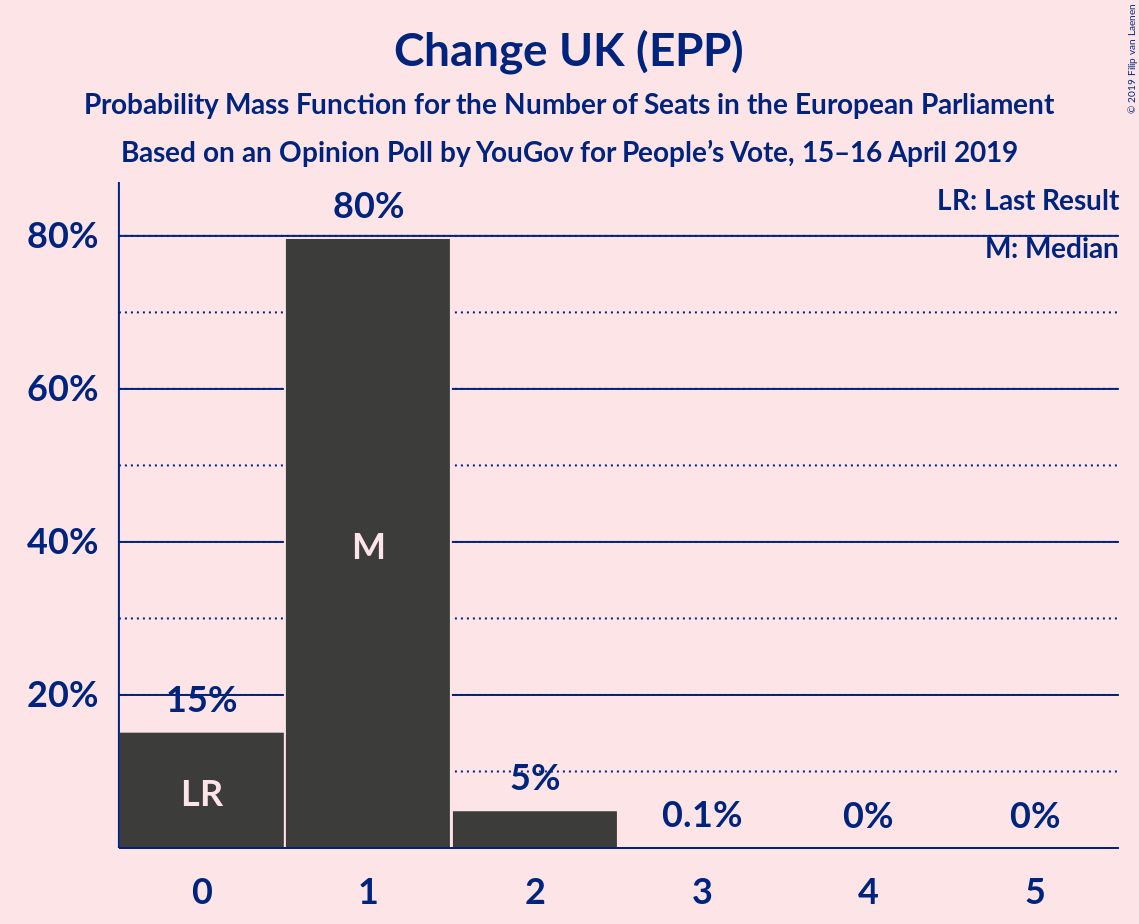 Change UK (EPP)
Probability Mass Function for the Number of Seats in the European Parliament
Based on an Opinion Poll by YouGov for People’s Vote, 15–16 April 2019
© 2019 Filip van Laenen
LR: Last Result
M: Median
80%
60%
40%
20%
15%
80%
5%
0.1%
0%
0%
LR
M
0
1
2
3
4
5